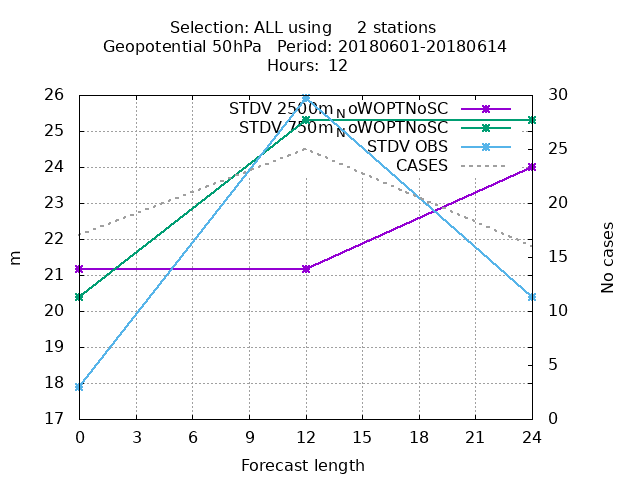 Selection: ALL using     2 stations
Geopotential 50hPa   Period: 20180601-20180614
Hours: 12
STDV 2500m_NoWOPTNoSC
STDV 750m_NoWOPTNoSC
STDV OBS
CASES
26
25
24
23
22
21
20
19
18
17
m
30
25
20
15
10
5
0
No cases
0 3 6 9 12 15 18 21 24
Forecast length